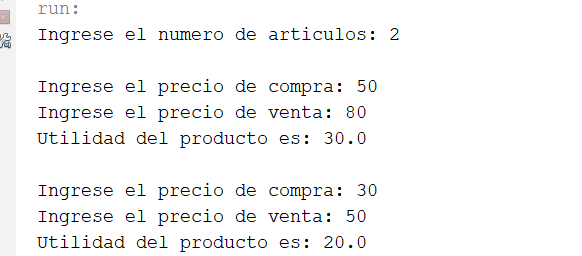 run:
Ingrese el numero de articulos: 2
Ingrese el precio de compra: 50
Ingrese el precio de venta: 80
Utilidad del producto es: 30.0
Ingrese el precio de compra: 30
Ingrese el precio de venta: 50
Utilidad del producto es: 20.0